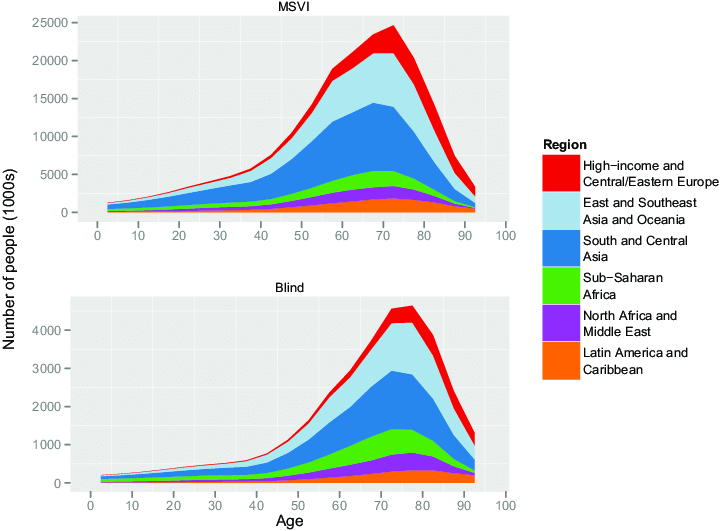 MSVI
25000
20000
15000
10000
5000
0
0 10 20 30 40 50 60 70 80 90 100
Number of people (1000s)
Blind
4000
3000
2000
1000
0
0 10 20 30 40 50 60 70 80 90 100
Age
Region
High−income and
Central/Eastern Europe
East and Southeast
Asia and Oceania
South and Central
Asia
Sub−Saharan
Africa
North Africa and
Middle East
Latin America and
Caribbean